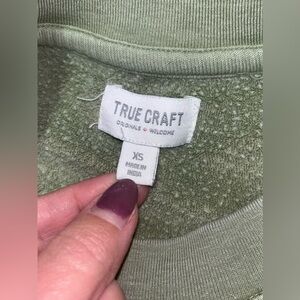 TRUE CRAFT
ORIGINALS WELCOME
XS
MADE IN
INDIA